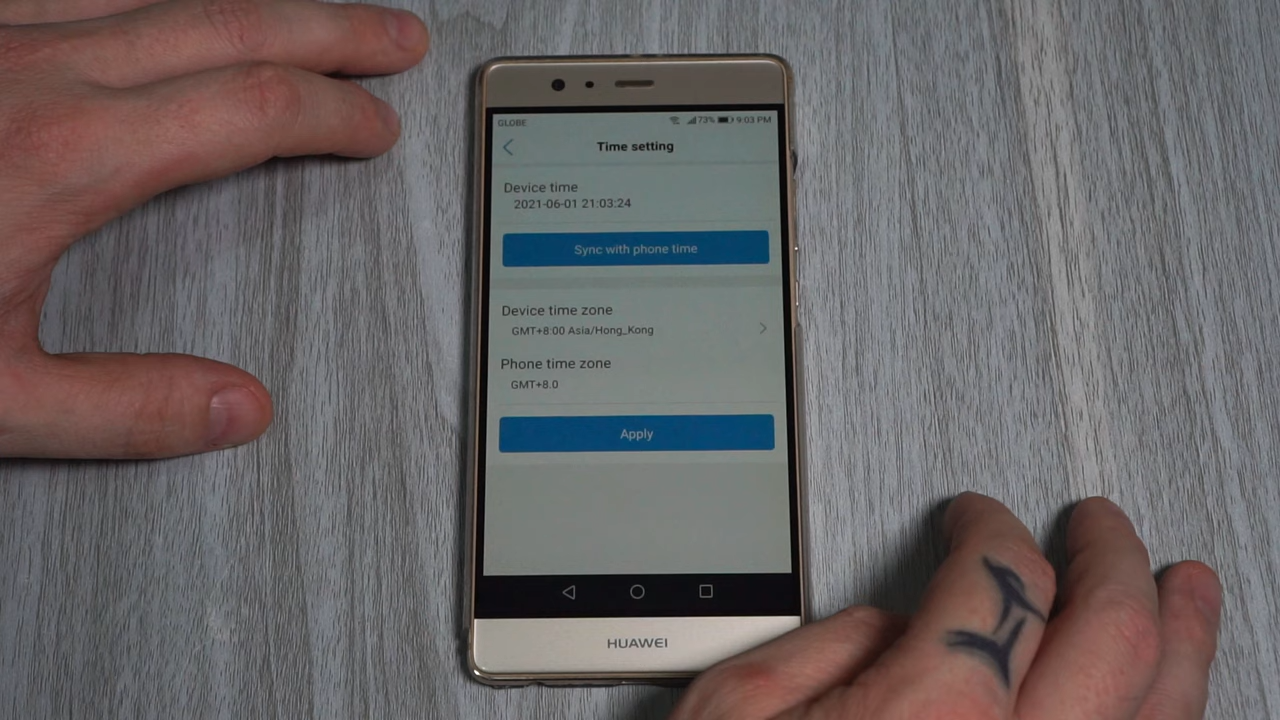 GLOBE 73% 9:03 PM
Time setting
Device time
2021-06-01 21:03:24
Sync with phone time
Device time zone
GMT+8:00 Asia/Hong_Kong
Phone time zone
GMT+8.0
Apply
HUAWEI